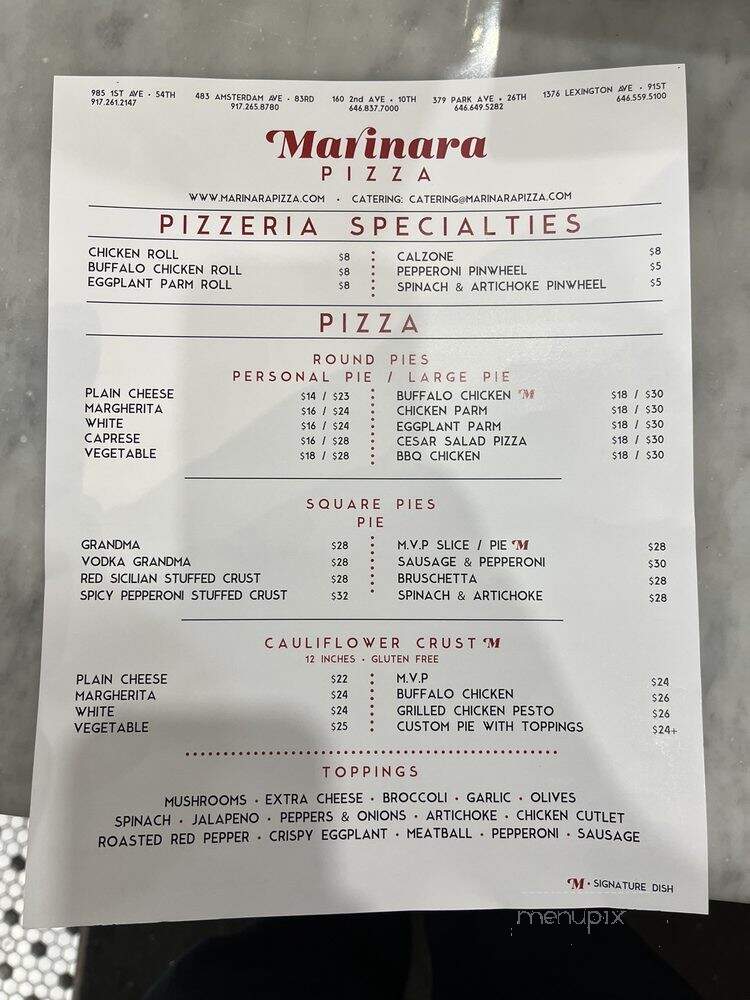 985 1ST AVE • 54TH 483 AMSTERDAM AVE • 83RD 160 2nd AVE • 10TH 379 PARK AVE • 26TH 1376 LEXINGTON AVE • 91ST
917.261.2147 917.265.8780 646.837.7000 646.649.5282 646.559.5100
Marinara
PIZZA
WWW.MARINARAPIZZA.COM • CATERING: CATERING@MARINARAPIZZA.COM
PIZZERIA SPECIALTIES
CHICKEN ROLL $8 CALZONE $8
BUFFALO CHICKEN ROLL $8 PEPPERONI PINWHEEL $5
EGGPLANT PARM ROLL $8 SPINACH & ARTICHOKE PINWHEEL $5
PIZZA
ROUND PIES
PERSONAL PIE / LARGE PIE
PLAIN CHEESE $14 / $23 BUFFALO CHICKEN M $18 / $30
MARGHERITA $16 / $24 CHICKEN PARM $18 / $30
WHITE $16 / $24 EGGPLANT PARM $18 / $30
CAPRESE $16 / $28 CESAR SALAD PIZZA $18 / $30
VEGETABLE $18 / $28 BBQ CHICKEN $18 / $30
SQUARE PIES
PIE
GRANDMA $28 M.V.P SLICE / PIE M $28
VODKA GRANDMA $28 SAUSAGE & PEPPERONI $30
RED SICILIAN STUFFED CRUST $28 BRUSCHETTA $28
SPICY PEPPERONI STUFFED CRUST $32 SPINACH & ARTICHOKE $28
CAULIFLOWER CRUST M
12 INCHES • GLUTEN FREE
PLAIN CHEESE $22 M.V.P $24
MARGHERITA $24 BUFFALO CHICKEN $26
WHITE $24 GRILLED CHICKEN PESTO $26
VEGETABLE $25 CUSTOM PIE WITH TOPPINGS $24+
TOPPINGS
MUSHROOMS • EXTRA CHEESE • BROCCOLI • GARLIC • OLIVES
SPINACH • JALAPENO • PEPPERS & ONIONS • ARTICHOKE • CHICKEN CUTLET
ROASTED RED PEPPER • CRISPY EGGPLANT • MEATBALL • PEPPERONI • SAUSAGE
M • SIGNATURE DISH
menupix